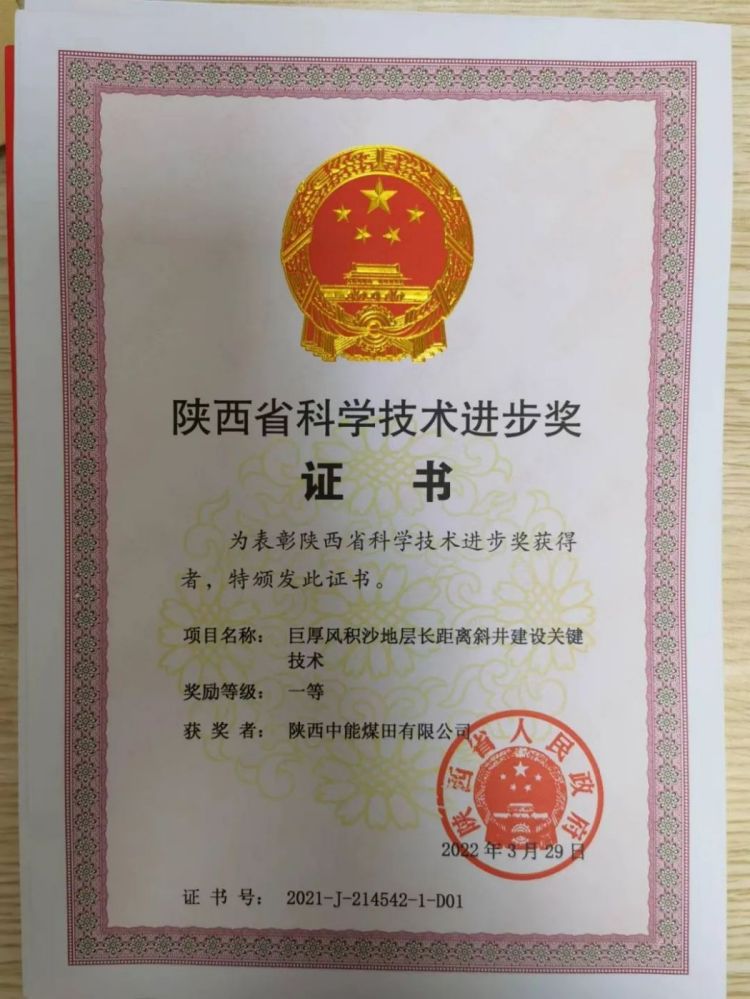 陕西省科学技术进步奖
证 书
为表彰陕西省科学技术进步奖获得
者，特颁发此证书。
项目名称： 巨厚风积沙地层长距离斜井建设关键
技术
奖励等级： 一等
获 奖 者： 陕西中能煤田有限公司
陕西省人民政府
2022年3月29日
证 书 号： 2021-J-214542-1-D01